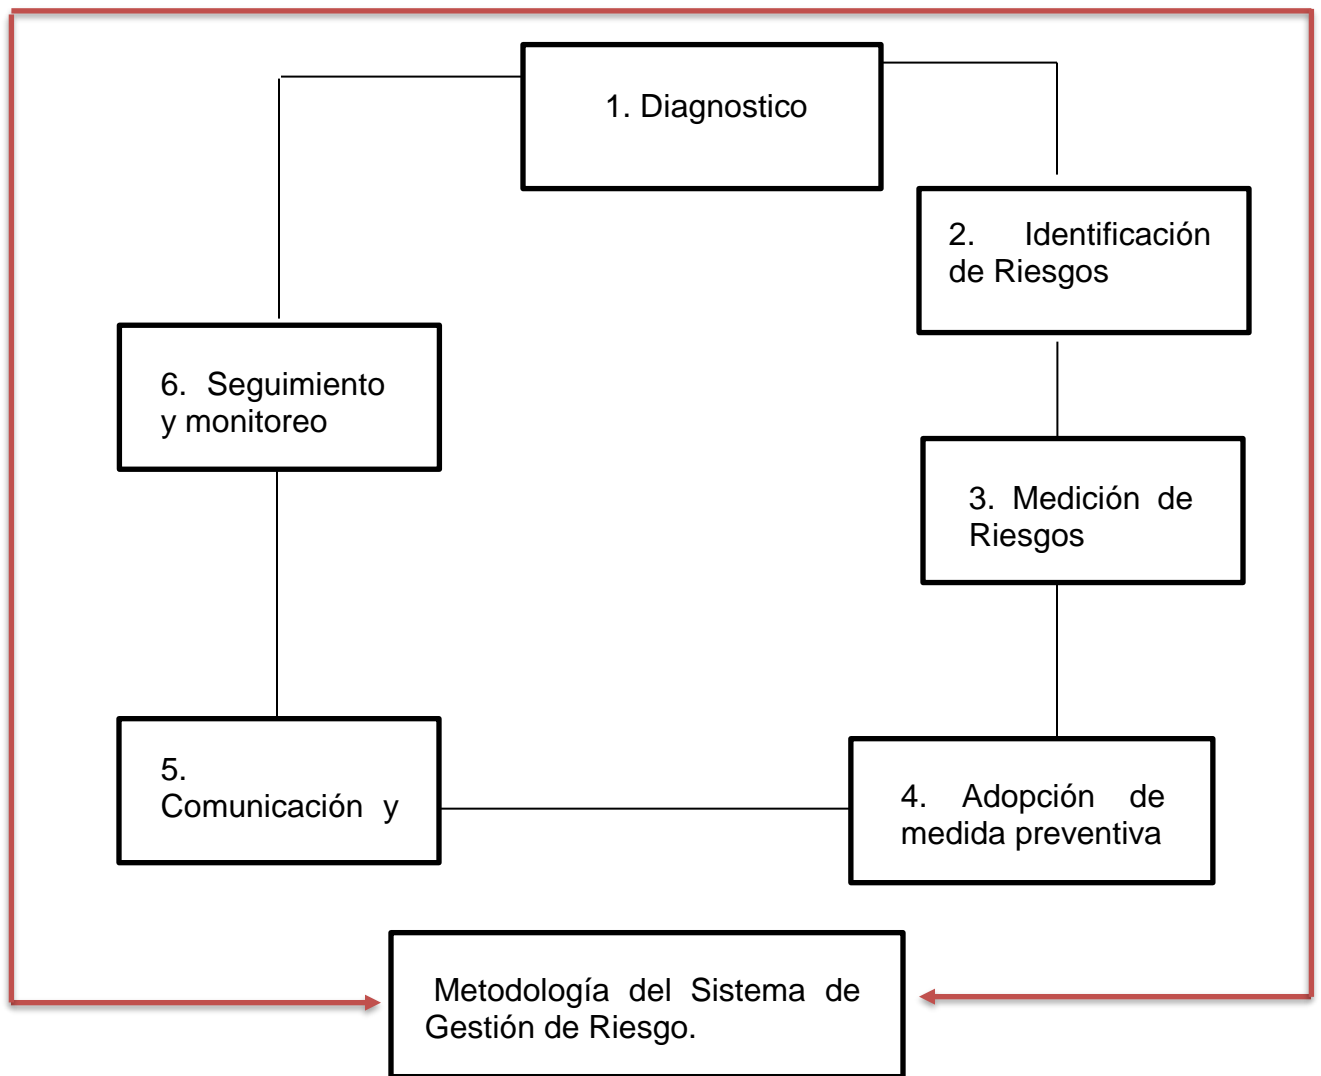 1. Diagnostico
2. Identificación
de Riesgos
3. Medición de
Riesgos
4. Adopción de
medida preventiva
5.
Comunicación y
6. Seguimiento
y monitoreo
Metodología del Sistema de
Gestión de Riesgo.